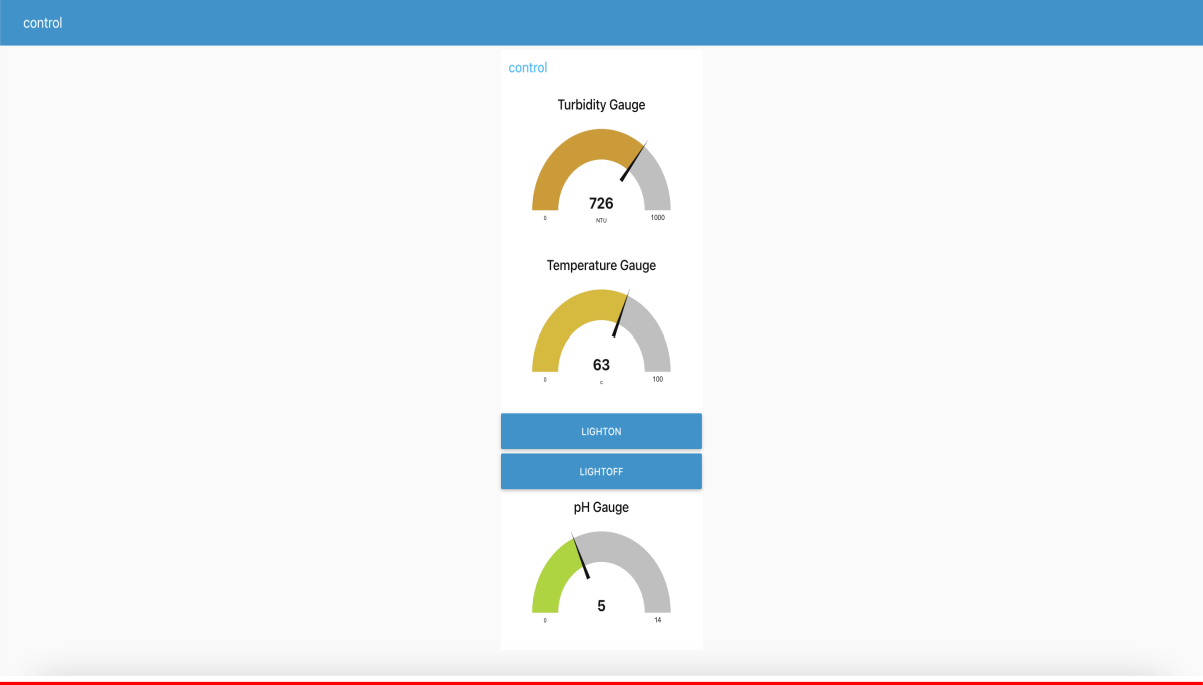 control
control
Turbidity Gauge
726
0 NTU 1000
Temperature Gauge
63
0 c 100
LIGHTON
LIGHTOFF
pH Gauge
5
0 14